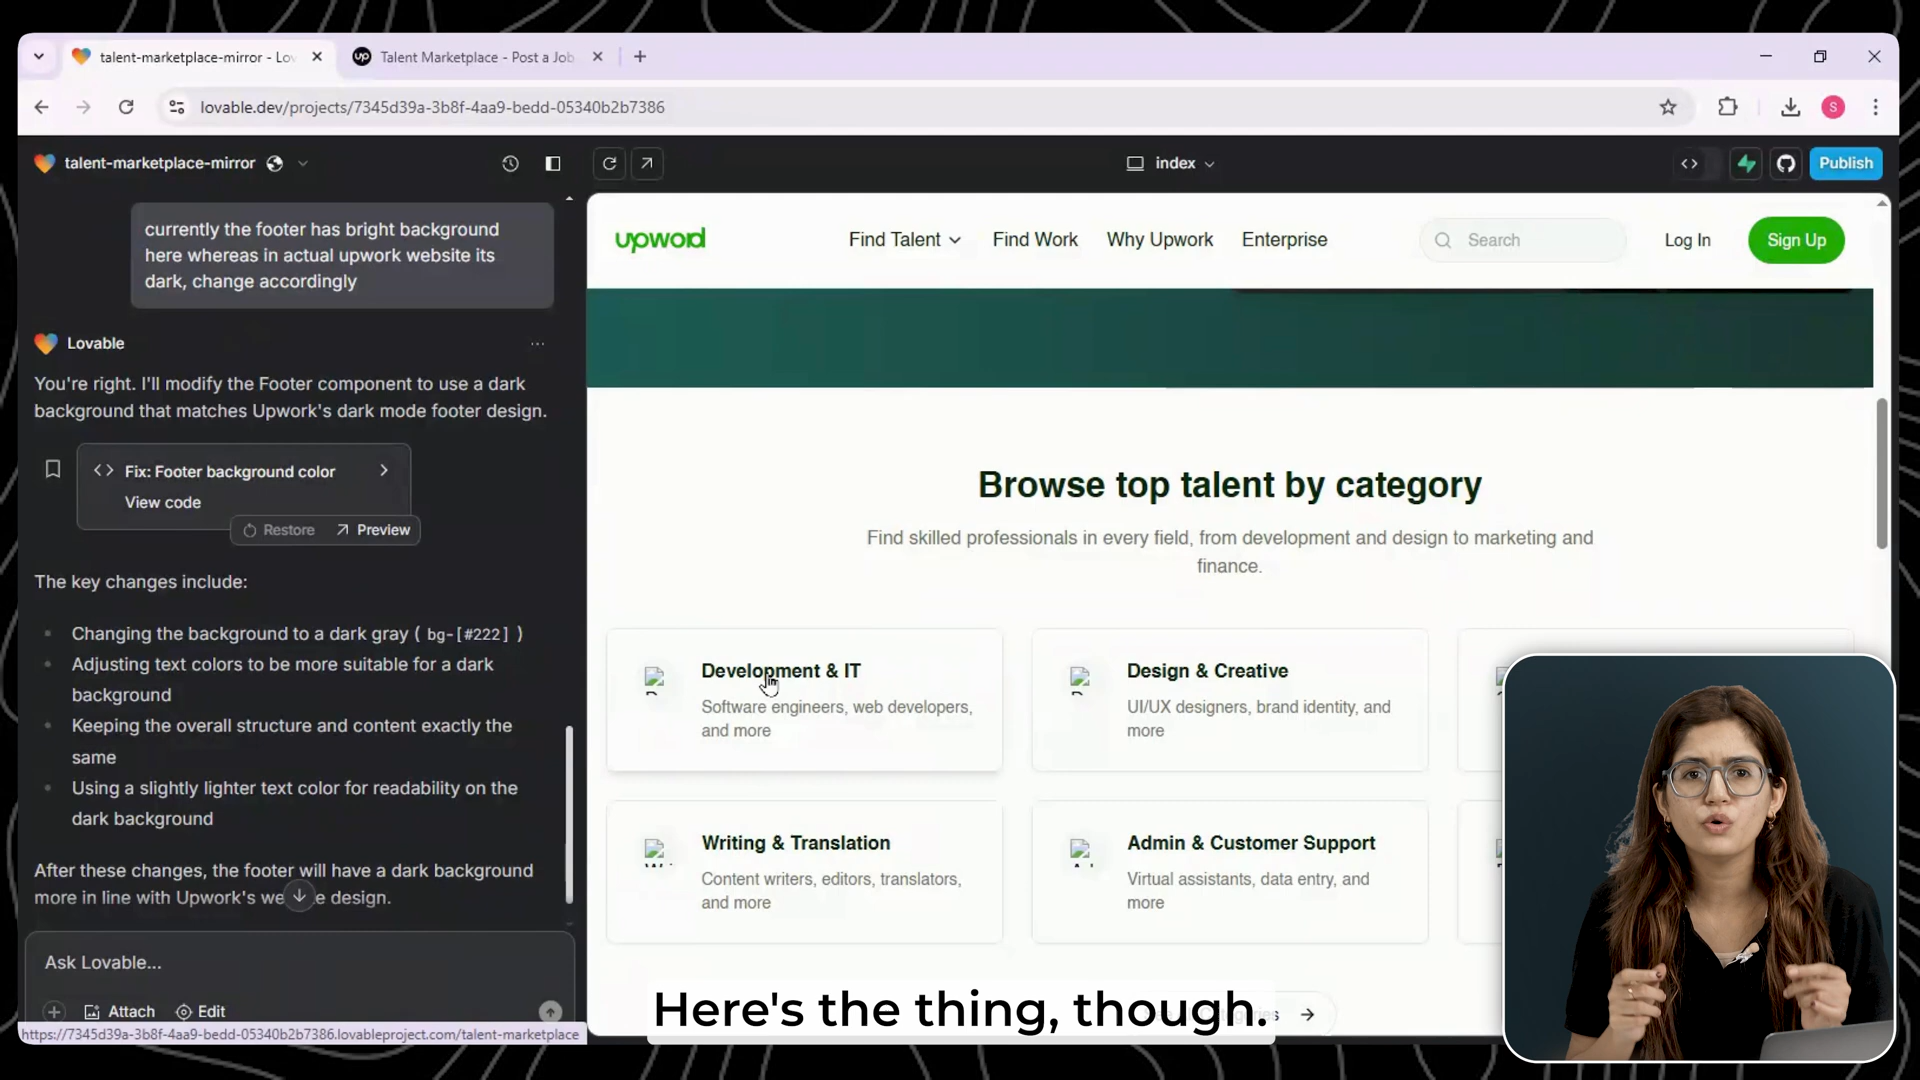 talent-marketplace-mirror - Lov
Talent Marketplace - Post a Job
lovable.dev/projects/7345d39a-3b8f-4aa9-bedd-05340b2b7386
S
talent-marketplace-mirror
index
Publish
currently the footer has bright background
here whereas in actual upwork website its
dark, change accordingly
Lovable
You're right. I'll modify the Footer component to use a dark
background that matches Upwork's dark mode footer design.
Fix: Footer background color
View code
Restore
Preview
The key changes include:
Changing the background to a dark gray ( bg-[#222] )
Adjusting text colors to be more suitable for a dark
background
Keeping the overall structure and content exactly the
same
Using a slightly lighter text color for readability on the
dark background
After these changes, the footer will have a dark background
more in line with Upwork's we e design.
Ask Lovable...
Attach
Edit
https://7345d39a-3b8f-4aa9-bedd-05340b2b7386.lovableproject.com/talent-marketplace
upword
Find Talent
Find Work
Why Upwork
Enterprise
Search
Log In
Sign Up
Browse top talent by category
Find skilled professionals in every field, from development and design to marketing and
finance.
Development & IT
Software engineers, web developers,
and more
Design & Creative
UI/UX designers, brand identity, and
more
Writing & Translation
Content writers, editors, translators,
and more
Admin & Customer Support
Virtual assistants, data entry, and
more
Here's the thing, though.